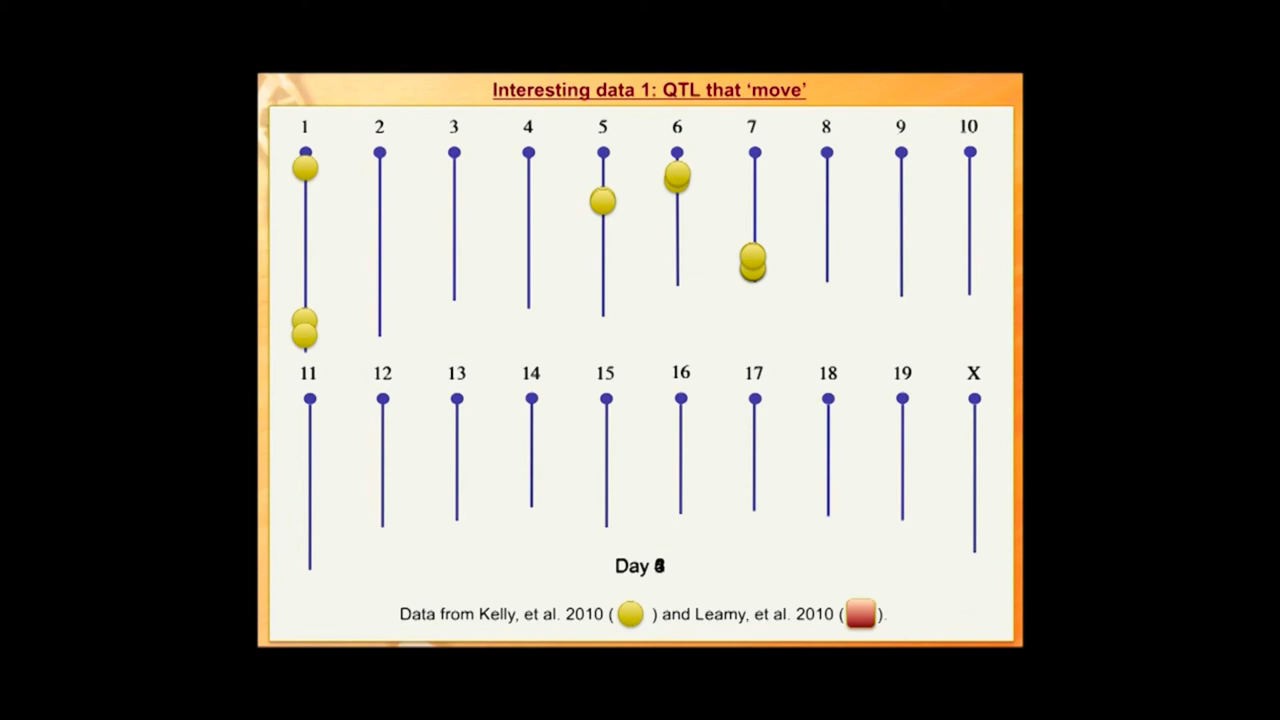 Interesting data 1: QTL that ‘move’
1 2 3 4 5 6 7 8 9 10
11 12 13 14 15 16 17 18 19 X
Day
Data from Kelly, et al. 2010 ( ) and Leamy, et al. 2010 ( ).